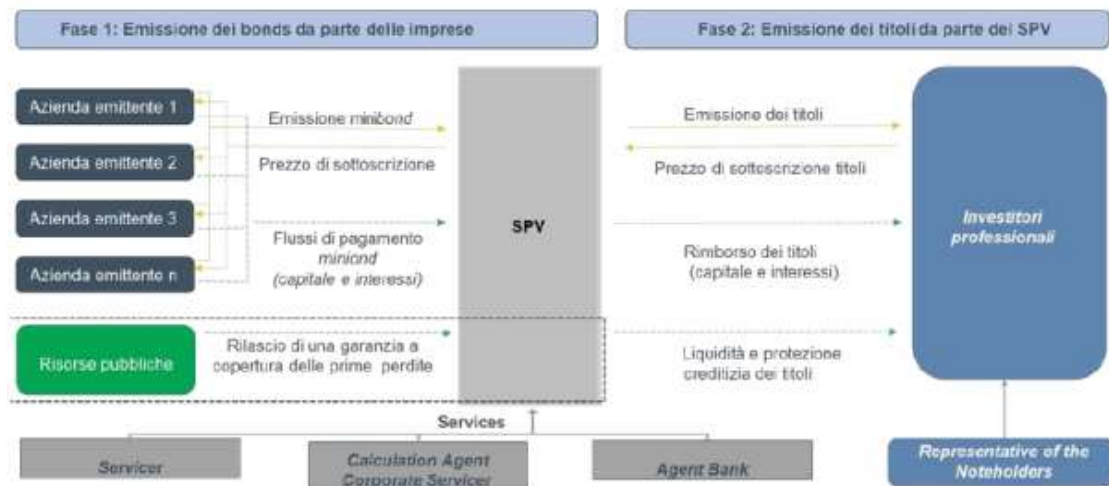 Fase 1: Emissione dei bonds da parte delle imprese
Fase 2: Emissione dei titoli da parte dei SPV
Azienda emittente 1
Azienda emittente 2
Azienda emittente 3
Azienda emittente n
Emissione minibond
Prezzo di sottoscrizione
Flussi di pagamento
miniond
(capitale e interessi)
SPV
Emissione dei titoli
Prezzo di sottoscrizione titoli
Rimborso dei titoli
(capitale e interessi)
Investitori
professionali
Risorse pubbliche
Rilascio di una garanzia a
copertura delle prime perdite
Liquidità e protezione
creditizia dei titoli
Services
Servicer
Calculation Agent
Corporate Servicer
Agent Bank
Representative of the
Noteholders